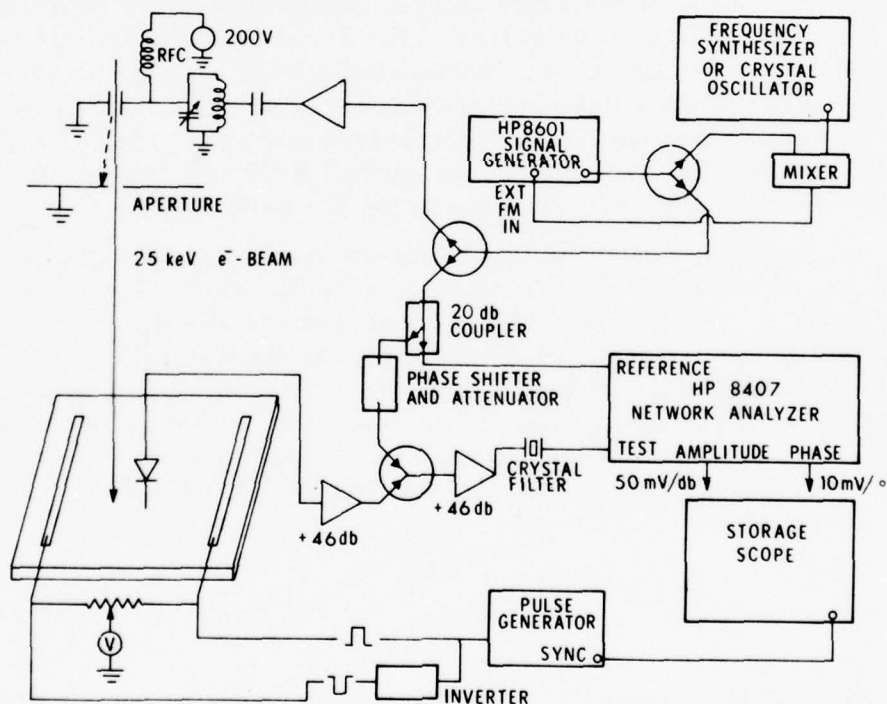 200V
RFC
FREQUENCY
SYNTHESIZER
OR CRYSTAL
OSCILLATOR
HP8601
SIGNAL
GENERATOR
MIXER
EXT
FM
IN
APERTURE
25 keV e⁻-BEAM
20 db
COUPLER
PHASE SHIFTER
AND ATTENUATOR
REFERENCE
HP 8407
NETWORK
ANALYZER
TEST AMPLITUDE PHASE
CRYSTAL
FILTER
50 mV/db
10mV/°
+46db
+46db
STORAGE
SCOPE
PULSE
GENERATOR
SYNC
V
INVERTER